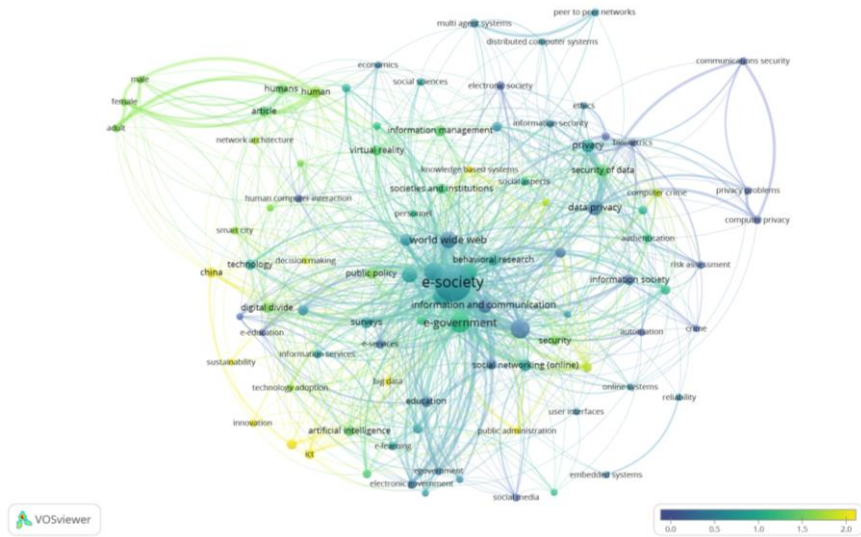 peer to peer networks
multi agent systems
distributed computer systems
communications security
economics
male
social sciences
electronic society
humans
human
female
article
ethics
adult
information management
information security
network architecture
privacy
biometrics
virtual reality
knowledge based systems
security of data
social aspects
societies and institutions
computer crime
privacy problems
human computer interaction
personnel
data privacy
computer privacy
smart city
world wide web
authentication
technology
decision making
behavioral research
risk assessment
china
public policy
e-society
information society
digital divide
information and communication
surveys
e-government
e-education
e-services
security
automation
crime
information services
sustainability
social networking (online)
big data
technology adoption
online systems
education
reliability
user interfaces
innovation
artificial intelligence
public administration
e-learning
ict
egovernment
embedded systems
electronic government
social media
VOSviewer
0.0 0.5 1.0 1.5 2.0